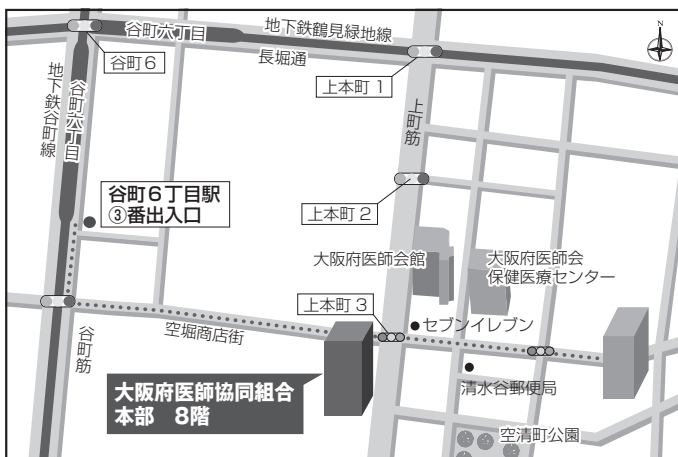 地下鉄鶴見緑地線
谷町六丁目
長堀通
N
谷町6
上本町1
地下鉄谷町線
谷町六丁目
上町筋
谷町6丁目駅
③番出入口
上本町2
大阪府医師会館
大阪府医師会
保健医療センター
上本町3
セブンイレブン
空堀商店街
谷町筋
清水谷郵便局
大阪府医師協同組合
本部 8階
空清町公園